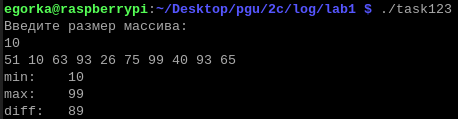 egorka@raspberrypi:~/Desktop/pgu/2c/log/lab1 $ ./task123
Введите размер массива:
10
51 10 63 93 26 75 99 40 93 65
min:    10
max:    99
diff:   89